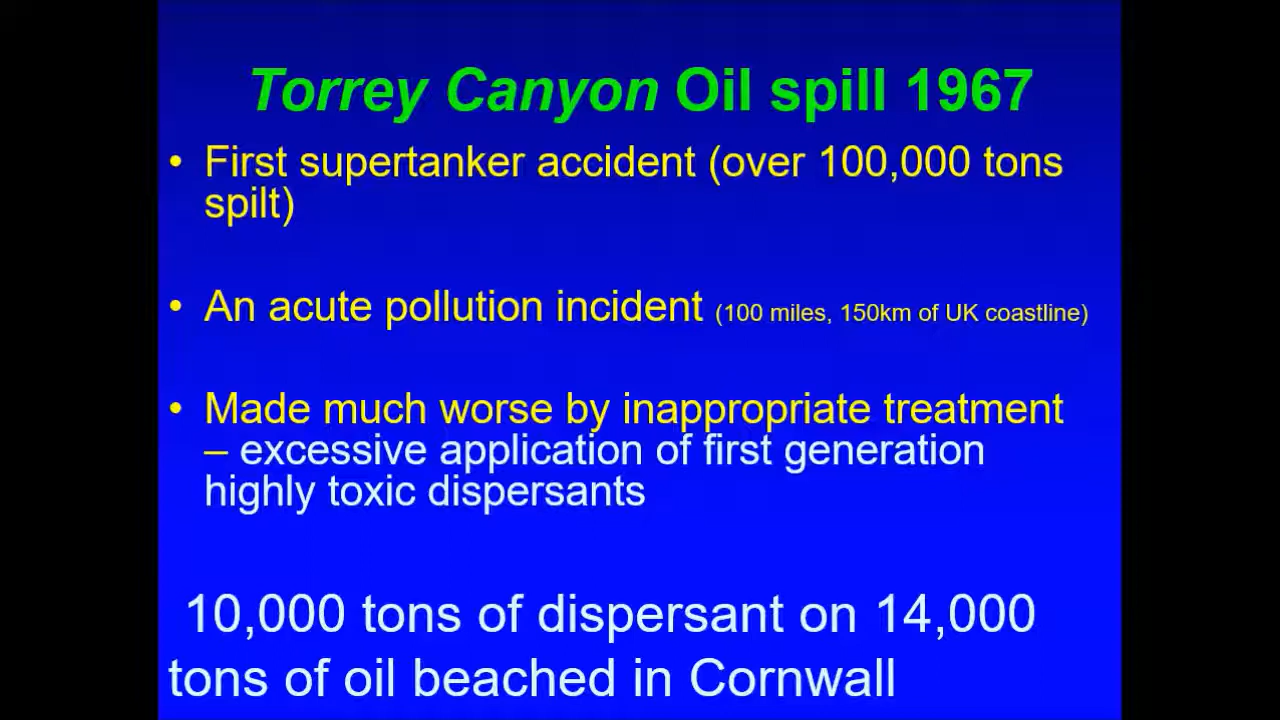 Torrey Canyon Oil spill 1967
• First supertanker accident (over 100,000 tons
spilt)
• An acute pollution incident (100 miles, 150km of UK coastline)
• Made much worse by inappropriate treatment
– excessive application of first generation
highly toxic dispersants
10,000 tons of dispersant on 14,000
tons of oil beached in Cornwall